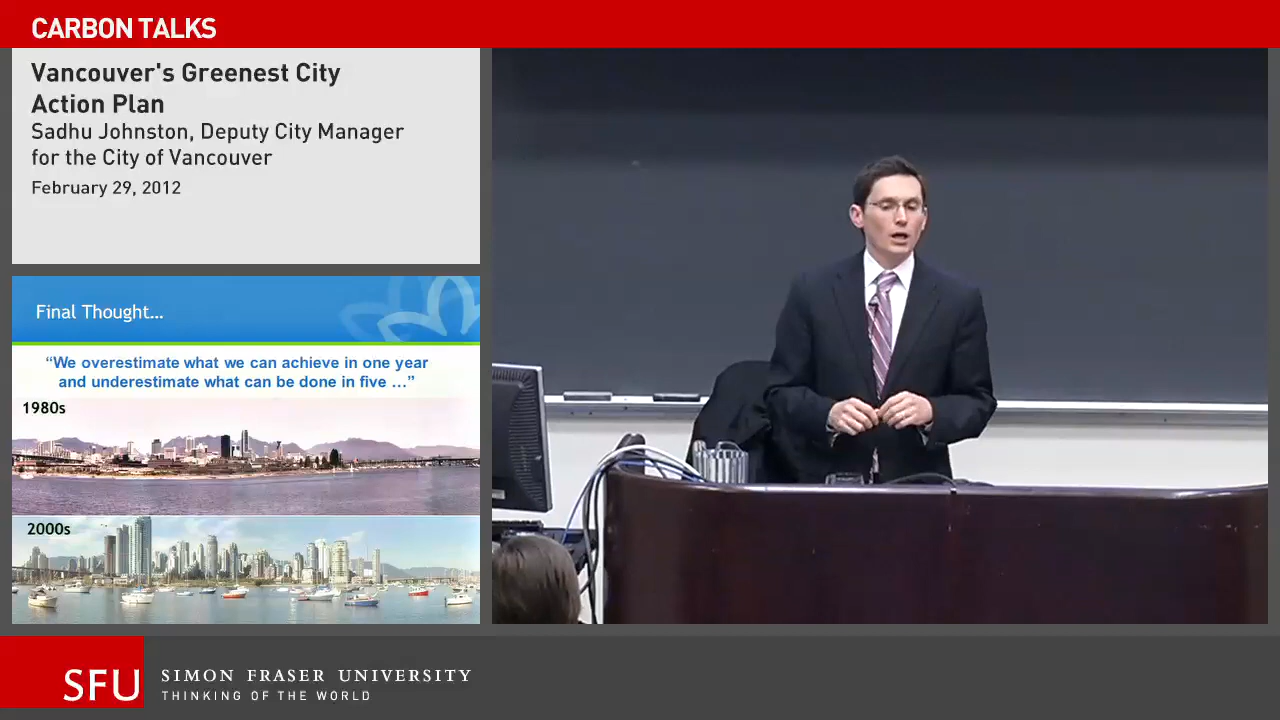 CARBON TALKS
Vancouver's Greenest City
Action Plan
Sadhu Johnston, Deputy City Manager
for the City of Vancouver
February 29, 2012
Final Thought...
“We overestimate what we can achieve in one year
and underestimate what can be done in five ...”
1980s
2000s
SFU
SIMON FRASER UNIVERSITY
THINKING OF THE WORLD